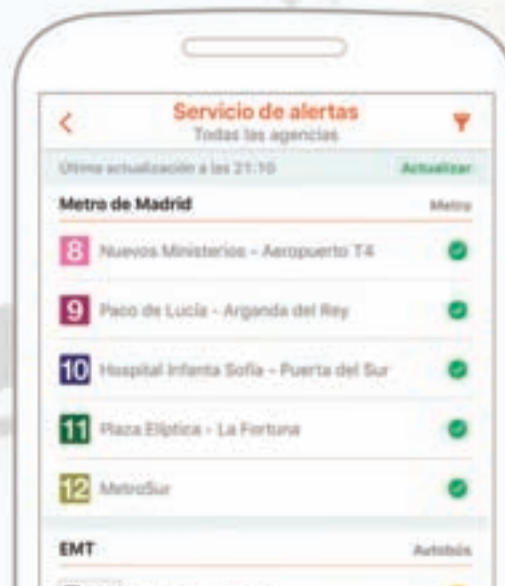 Servicio de alertas
Todas las agencias
Última actualización a las 21:10 Actualizar
Metro de Madrid Metro
8 Nuevos Ministerios - Aeropuerto T4
9 Paco de Lucía - Arganda del Rey
10 Hospital Infanta Sofía - Puerta del Sur
11 Plaza Elíptica - La Fortuna
12 MetroSur
EMT Autobús